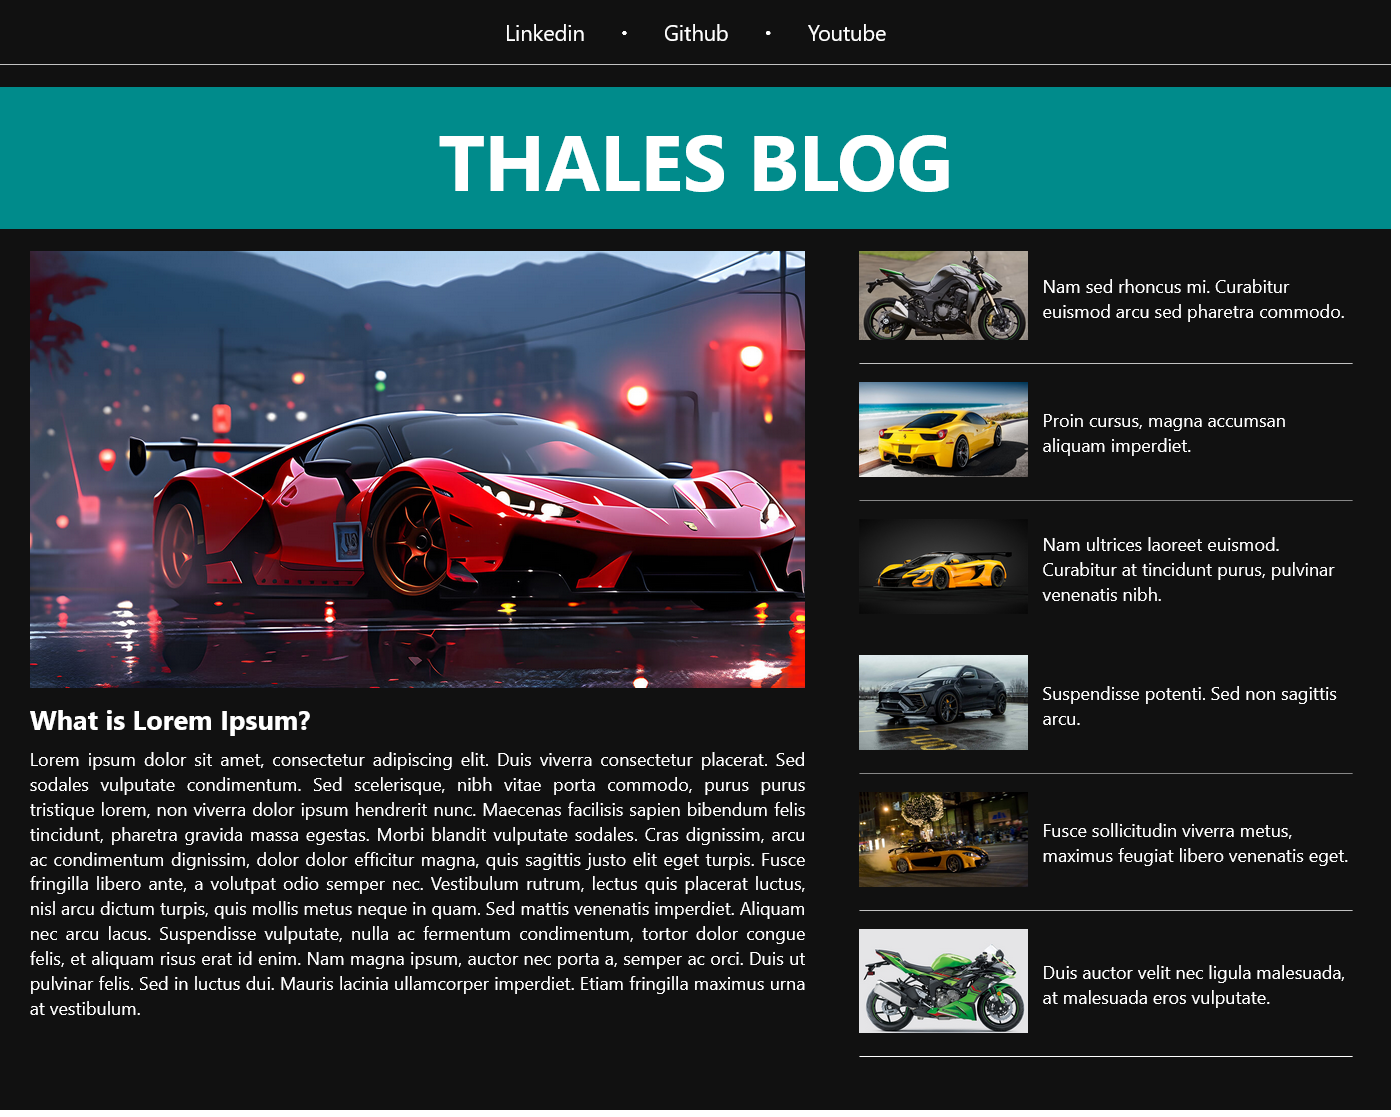 Linkedin • Github • Youtube
THALES BLOG
What is Lorem Ipsum?
Lorem ipsum dolor sit amet, consectetur adipiscing elit. Duis viverra consectetur placerat. Sed
sodales vulputate condimentum. Sed scelerisque, nibh vitae porta commodo, purus purus
tristique lorem, non viverra dolor ipsum hendrerit nunc. Maecenas facilisis sapien bibendum felis
tincidunt, pharetra gravida massa egestas. Morbi blandit vulputate sodales. Cras dignissim, arcu
ac condimentum dignissim, dolor dolor efficitur magna, quis sagittis justo elit eget turpis. Fusce
fringilla libero ante, a volutpat odio semper nec. Vestibulum rutrum, lectus quis placerat luctus,
nisl arcu dictum turpis, quis mollis metus neque in quam. Sed mattis venenatis imperdiet. Aliquam
nec arcu lacus. Suspendisse vulputate, nulla ac fermentum condimentum, tortor dolor congue
felis, et aliquam risus erat id enim. Nam magna ipsum, auctor nec porta a, semper ac orci. Duis ut
pulvinar felis. Sed in luctus dui. Mauris lacinia ullamcorper imperdiet. Etiam fringilla maximus urna
at vestibulum.
Nam sed rhoncus mi. Curabitur
euismod arcu sed pharetra commodo.
Proin cursus, magna accumsan
aliquam imperdiet.
Nam ultrices laoreet euismod.
Curabitur at tincidunt purus, pulvinar
venenatis nibh.
Suspendisse potenti. Sed non sagittis
arcu.
Fusce sollicitudin viverra metus,
maximus feugiat libero venenatis eget.
Duis auctor velit nec ligula malesuada,
at malesuada eros vulputate.